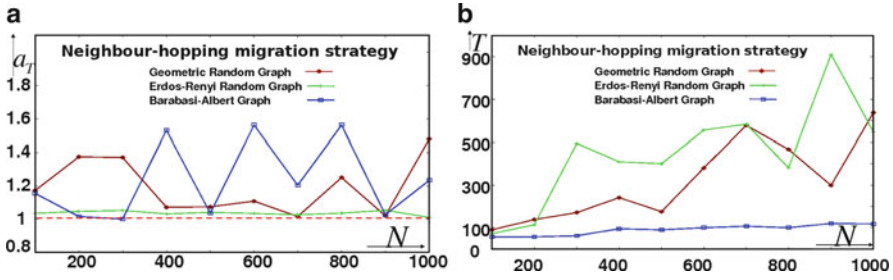 a
a_T
Neighbour-hopping migration strategy
Geometric Random Graph
Erdos-Renyi Random Graph
Barabasi-Albert Graph
1.8
1.6
1.4
1.2
1
0.8
N
200
400
600
800
1000
b
T
Neighbour-hopping migration strategy
Geometric Random Graph
Erdos-Renyi Random Graph
Barabasi-Albert Graph
900
700
500
300
100
0
N
200
400
600
800
1000